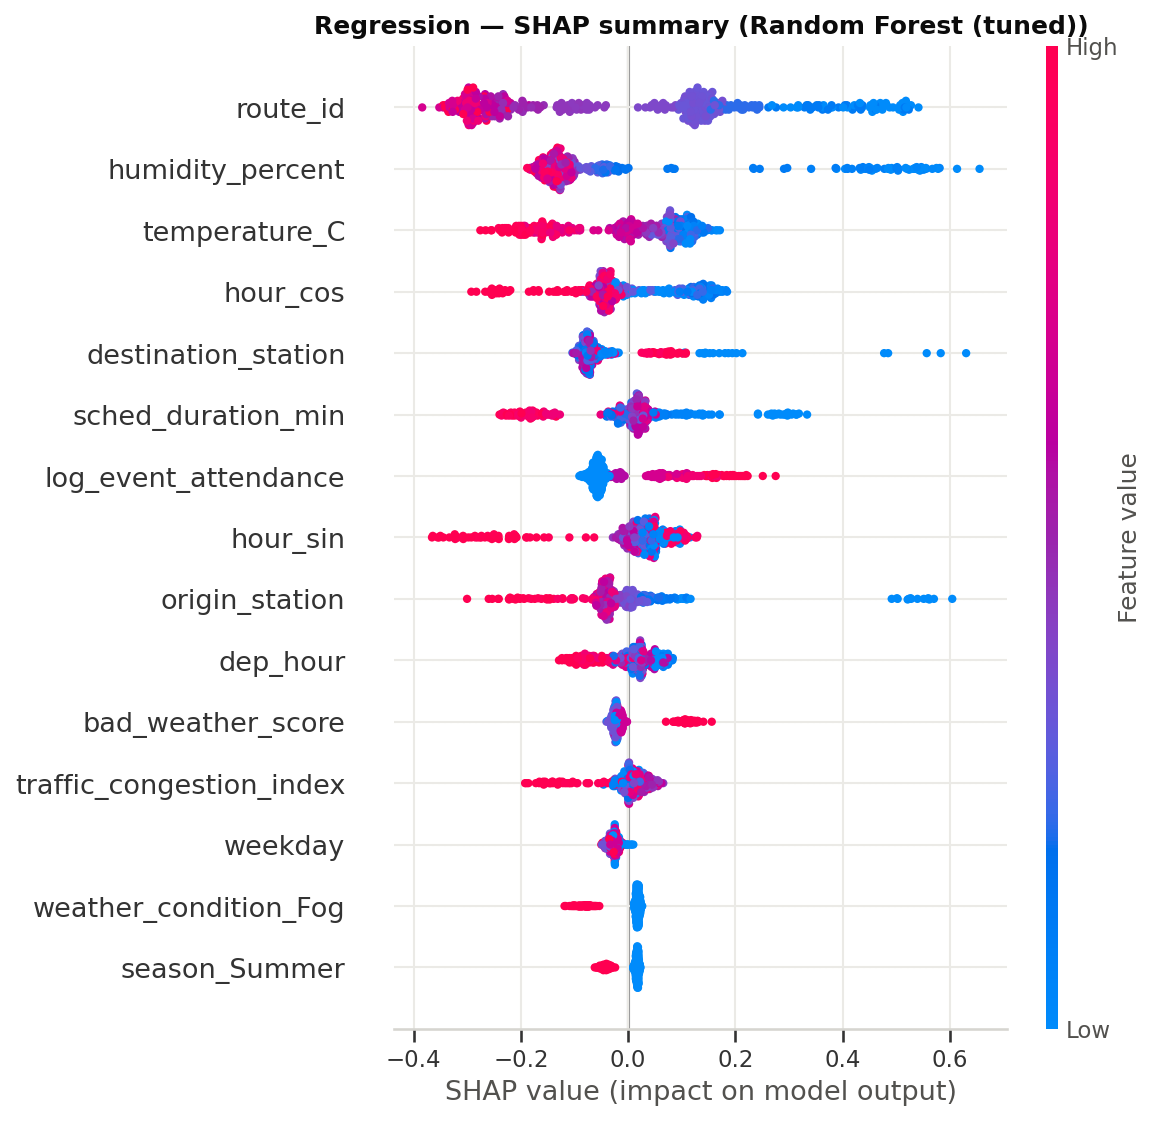 Regression — SHAP summary (Random Forest (tuned))
High
route_id
humidity_percent
temperature_C
hour_cos
destination_station
sched_duration_min
log_event_attendance
hour_sin
origin_station
dep_hour
bad_weather_score
traffic_congestion_index
weekday
weather_condition_Fog
season_Summer
Feature value
Low
−0.4 −0.2 0.0 0.2 0.4 0.6
SHAP value (impact on model output)